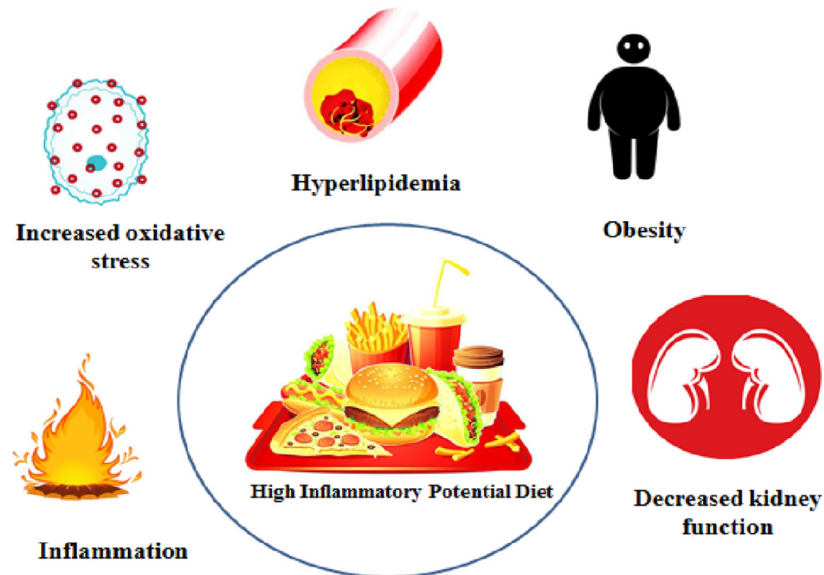 Hyperlipidemia
Increased oxidative
stress
Obesity
High Inflammatory Potential Diet
Decreased kidney
function
Inflammation